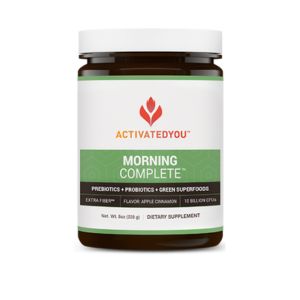 ACTIVATEDYOU™
MORNING
COMPLETE™
PREBIOTICS + PROBIOTICS + GREEN SUPERFOODS
EXTRA FIBER** FLAVOR: APPLE CINNAMON 10 BILLION CFUs
Net. Wt. 8oz (228 g) DIETARY SUPPLEMENT